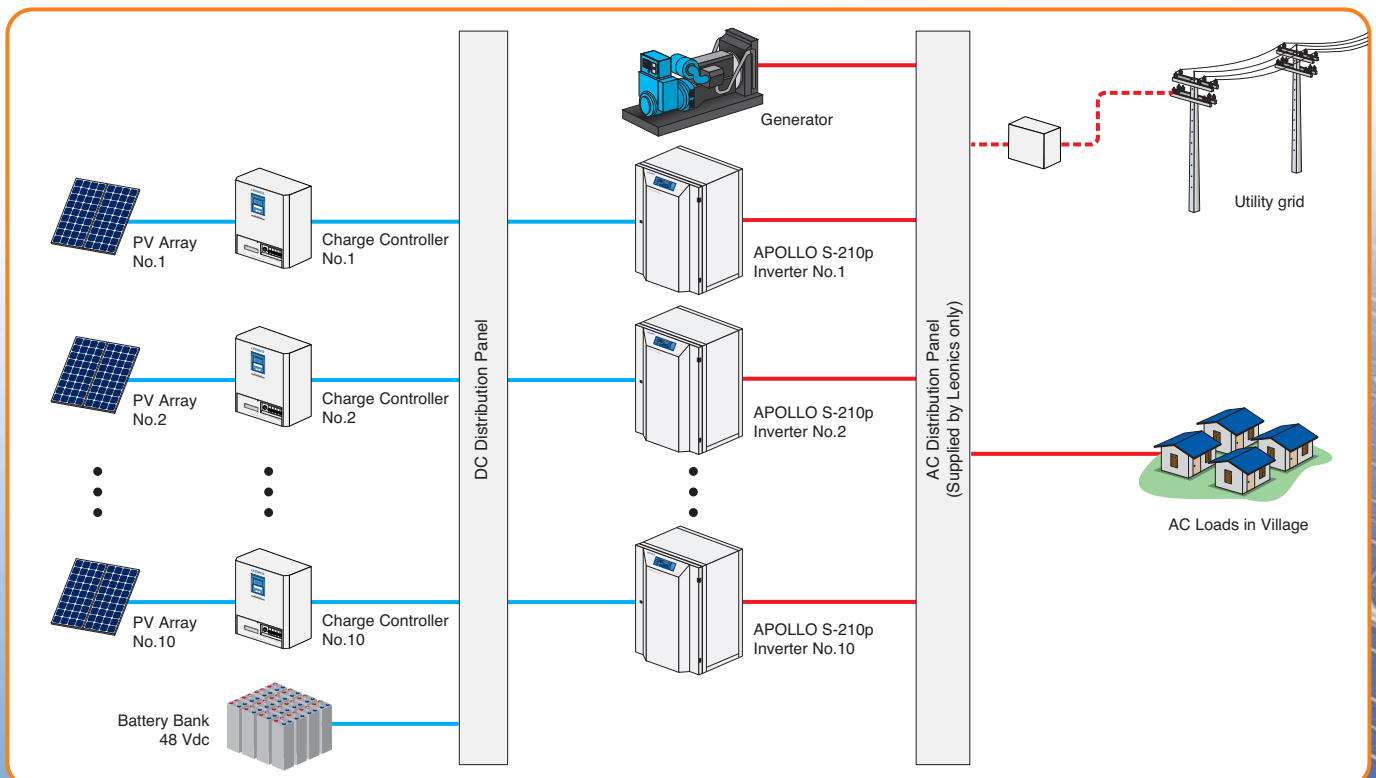 Generator
Utility grid
PV Array
No.1
Charge Controller
No.1
APOLLO S-210p
Inverter No.1
PV Array
No.2
Charge Controller
No.2
APOLLO S-210p
Inverter No.2
DC Distribution Panel
AC Distribution Panel
(Supplied by Leonics only)
AC Loads in Village
PV Array
No.10
Charge Controller
No.10
APOLLO S-210p
Inverter No.10
Battery Bank
48 Vdc